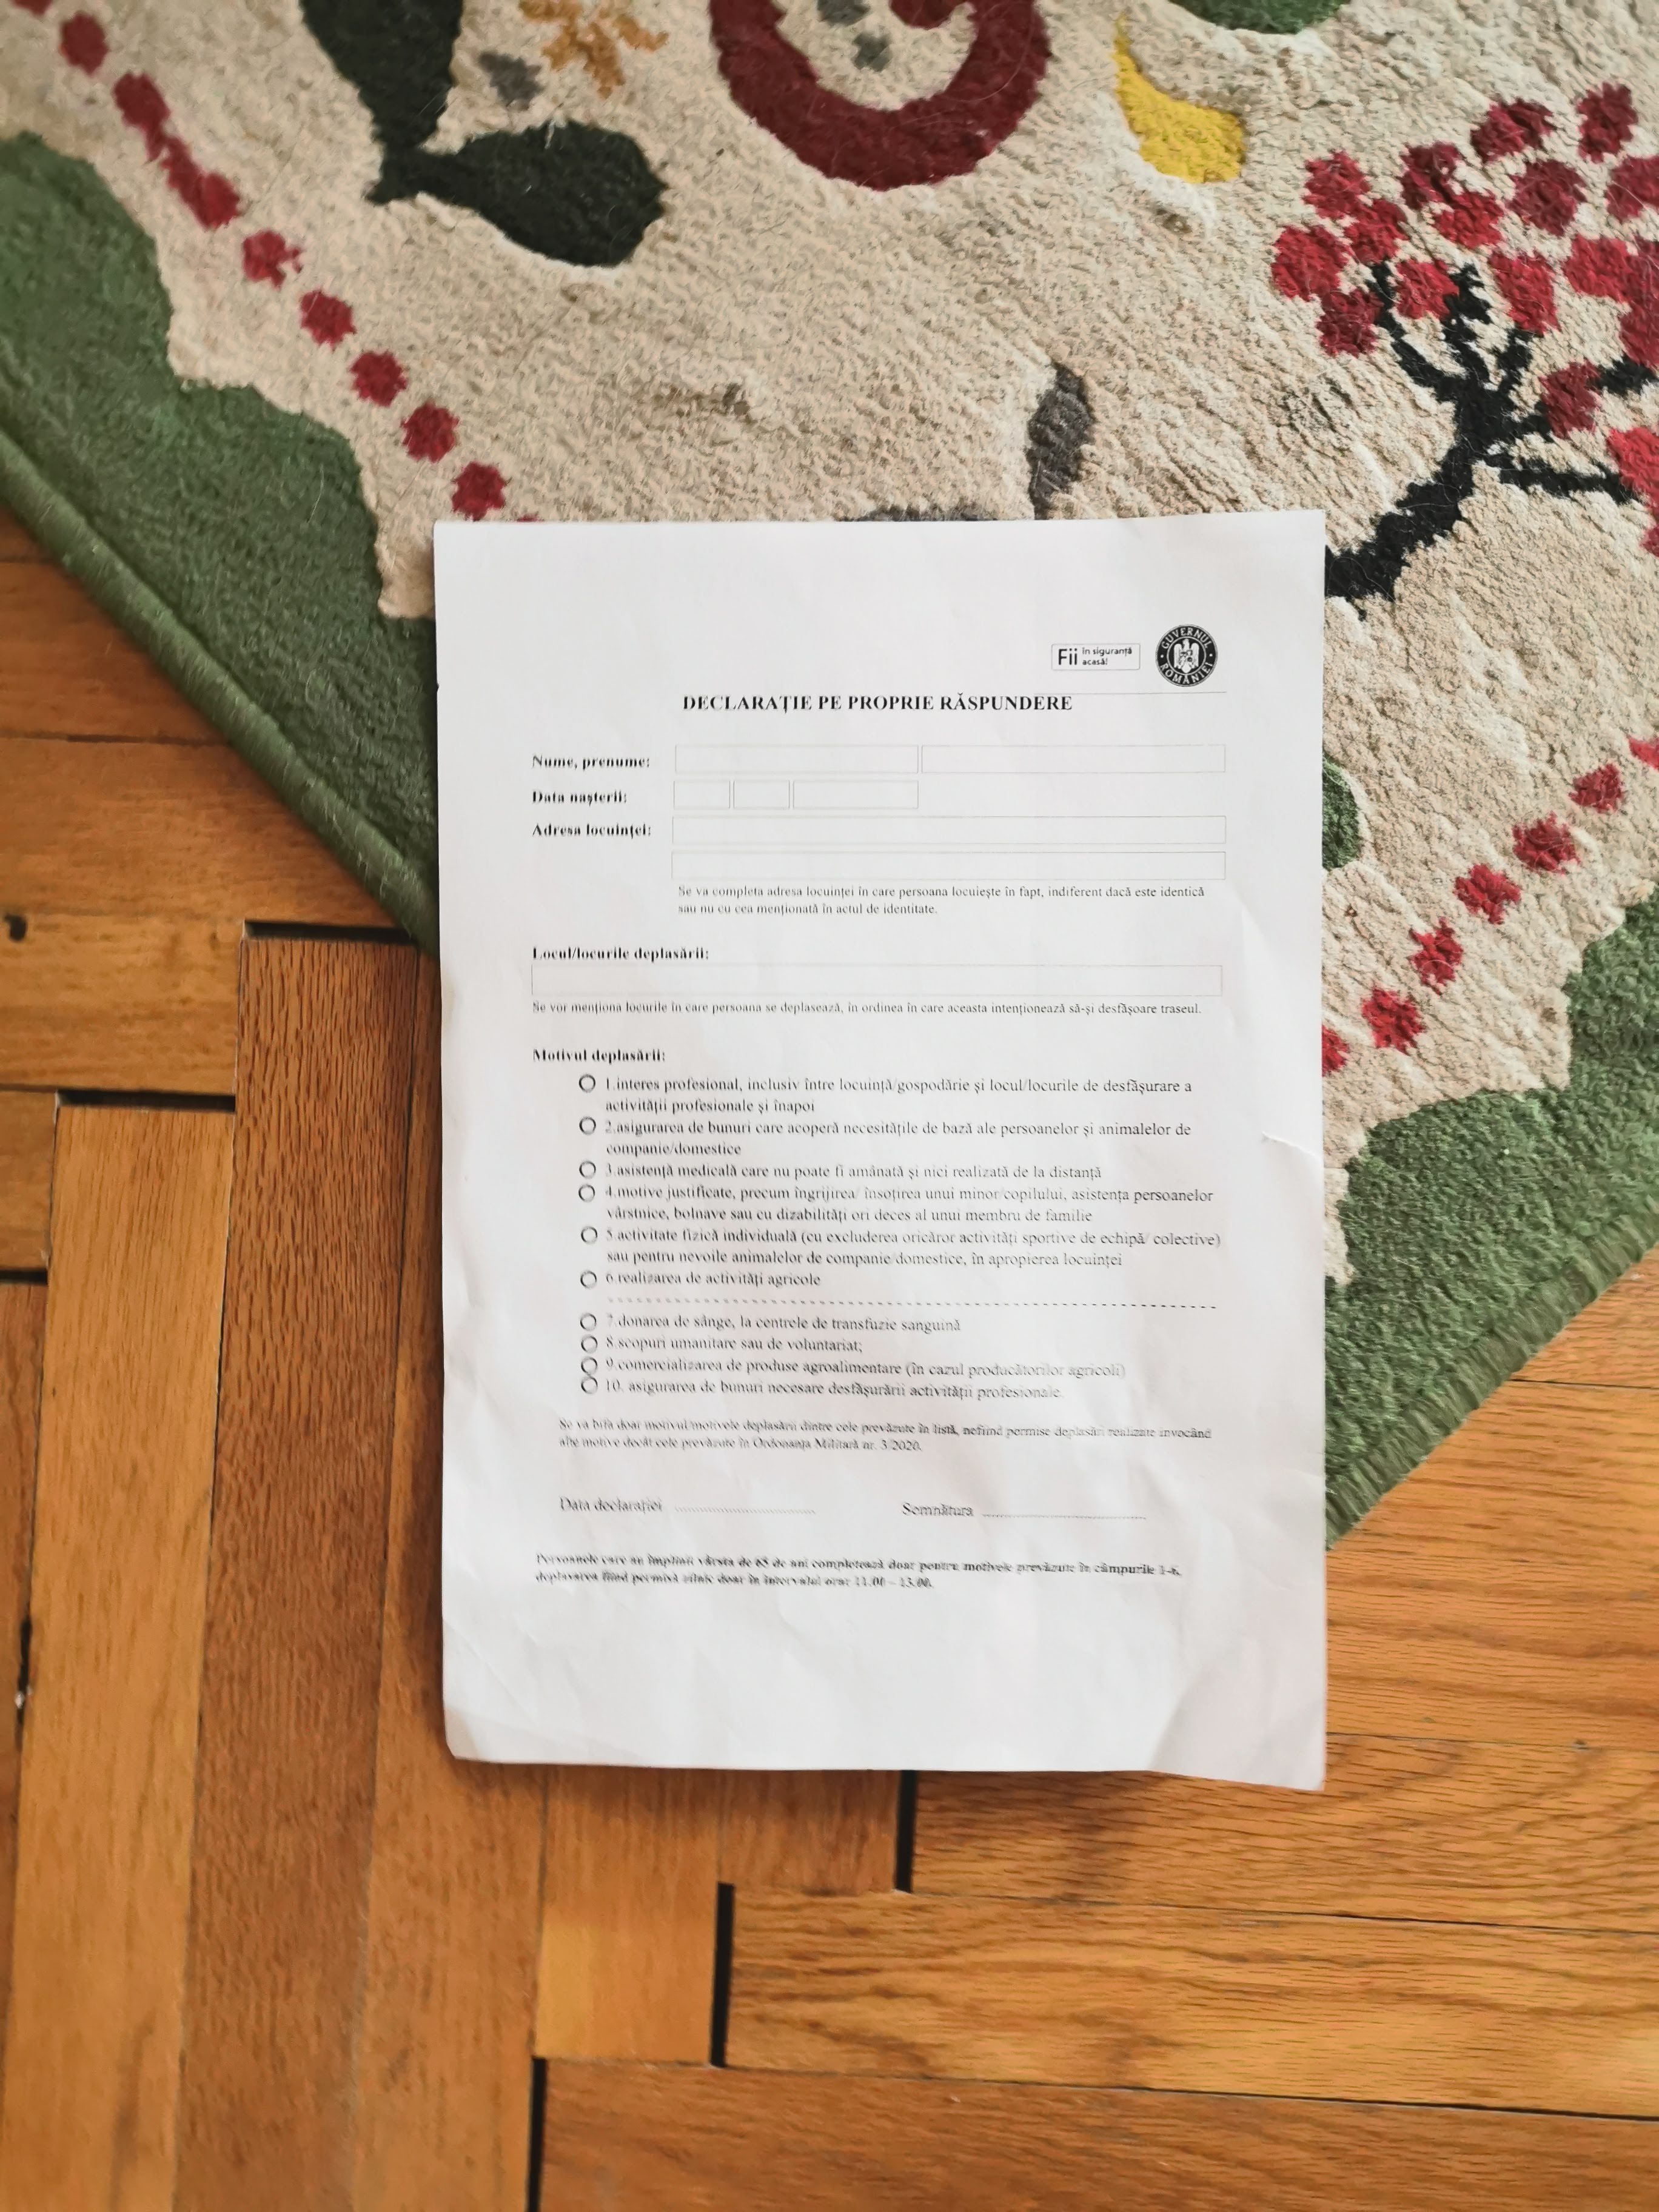 Fii în siguranță
acasă!
GUVERNUL ROMÂNIEI
DECLARAȚIE PE PROPRIE RĂSPUNDERE
Nume, prenume:
Data nașterii:
Adresa locuinței:
Se va completa adresa locuinței în care persoana locuiește în fapt, indiferent dacă este identică
sau nu cu cea menționată în actul de identitate.
Locul/locurile deplasării:
Se vor menționa locurile în care persoana se deplasează, în ordinea în care aceasta intenționează să-și desfășoare traseul.
Motivul deplasării:
1.interes profesional, inclusiv între locuință/gospodărie și locul/locurile de desfășurare a
activității profesionale și înapoi
2.asigurarea de bunuri care acoperă necesitățile de bază ale persoanelor și animalelor de
companie/domestice
3.asistență medicală care nu poate fi amânată și nici realizată de la distanță
4.motive justificate, precum îngrijirea/ însoțirea unui minor/copilului, asistența persoanelor
vârstnice, bolnave sau cu dizabilități ori deces al unui membru de familie
5.activitate fizică individuală (cu excluderea oricăror activități sportive de echipă/ colective)
sau pentru nevoile animalelor de companie/domestice, în apropierea locuinței
6.realizarea de activități agricole
7.donarea de sânge, la centrele de transfuzie sanguină
8.scopuri umanitare sau de voluntariat;
9.comercializarea de produse agroalimentare (în cazul producătorilor agricoli)
10. asigurarea de bunuri necesare desfășurării activității profesionale.
Se va bifa doar motivul/motivele deplasării dintre cele prevăzute în listă, nefiind permise deplasări realizate invocând
alte motive decât cele prevăzute în Ordonanța Militară nr. 3/2020.
Data declarației Semnătura
Persoanele care au împlinit vârsta de 65 de ani completează doar pentru motivele prevăzute în câmpurile 1-6,
deplasarea fiind permisă zilnic doar în intervalul orar 11.00 – 13.00.